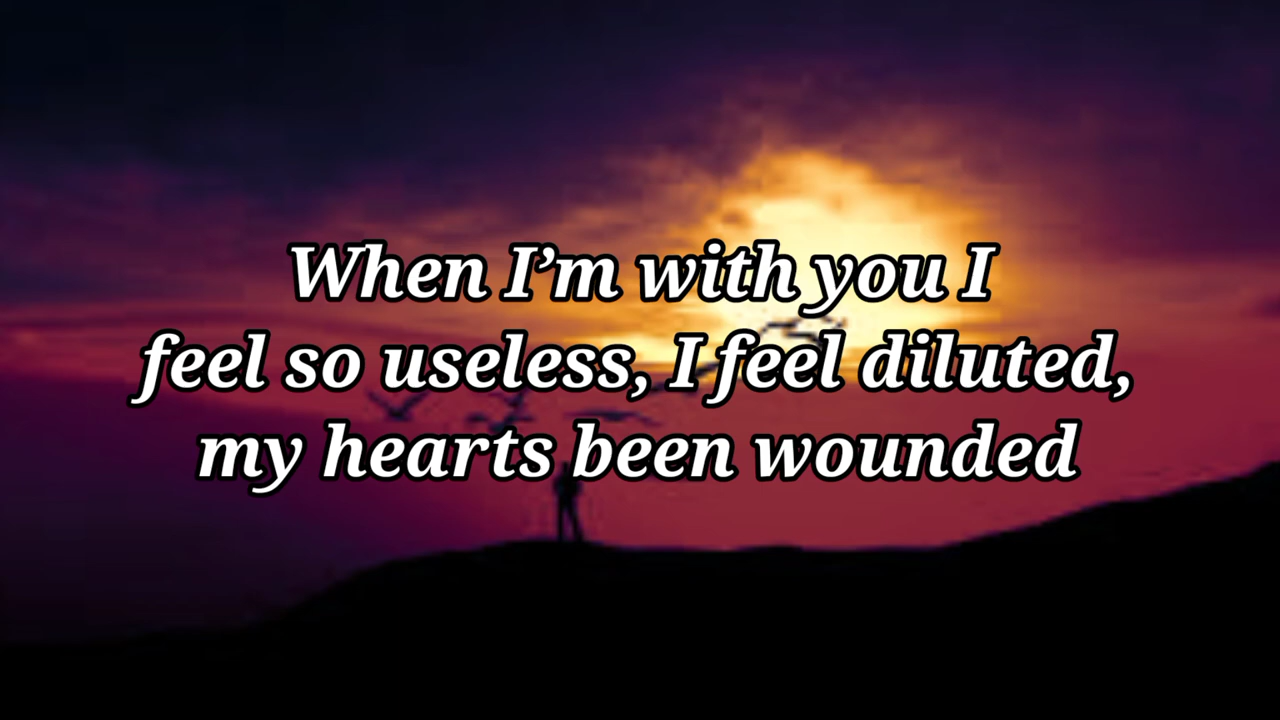 When I’m with you I
feel so useless, I feel diluted,
my hearts been wounded